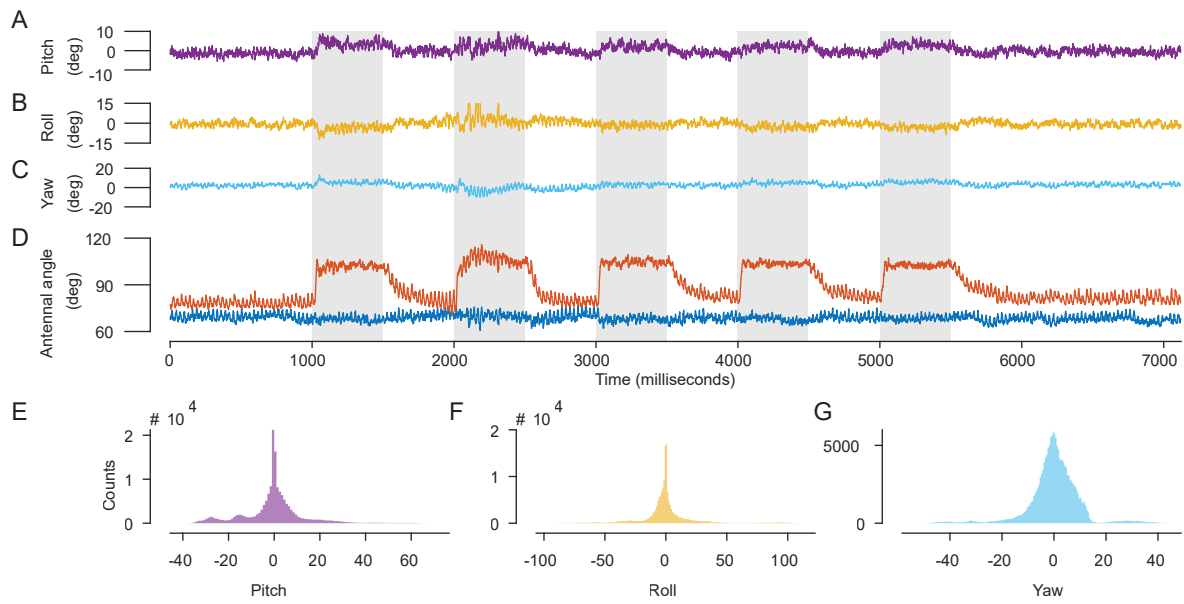 A
Pitch
(deg)
10
0
-10
B
Roll
(deg)
15
0
-15
C
Yaw
(deg)
20
0
-20
D
Antennal angle
(deg)
120
90
60
0 1000 2000 3000 4000 5000 6000 7000
Time (milliseconds)
E
# 10 4
Counts
2
1
0
-40 -20 0 20 40 60
Pitch
F
# 10 4
2
1
0
-100 -50 0 50 100
Roll
G
5000
0
-40 -20 0 20 40
Yaw